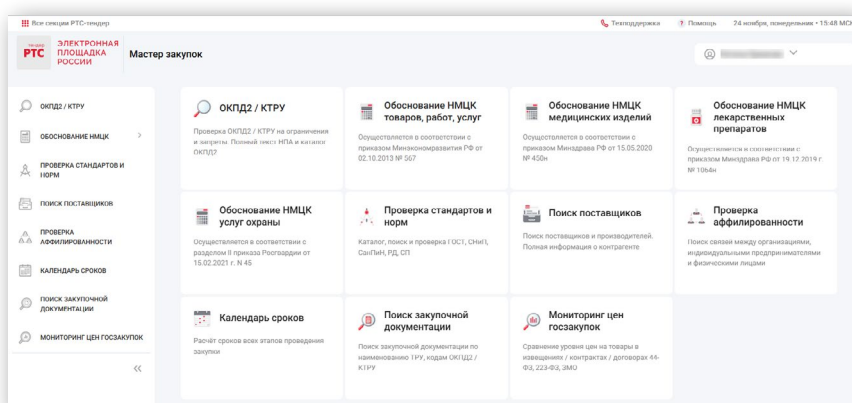 Все секции РТС-тендер
Техподдержка
? Помощь
24 ноября, понедельник • 15:48 МСК
ТЕНДЕР
РТС
ЭЛЕКТРОННАЯ
ПЛОЩАДКА
РОССИИ
Мастер закупок
ОКПД2 / КТРУ
ОБОСНОВАНИЕ НМЦК
ПРОВЕРКА СТАНДАРТОВ И
НОРМ
ПОИСК ПОСТАВЩИКОВ
ПРОВЕРКА
АФФИЛИРОВАННОСТИ
КАЛЕНДАРЬ СРОКОВ
ПОИСК ЗАКУПОЧНОЙ
ДОКУМЕНТАЦИИ
МОНИТОРИНГ ЦЕН ГОСЗАКУПОК
ОКПД2 / КТРУ
Проверка ОКПД2 / КТРУ на ограничения
и запреты. Полный текст НПА и каталог
ОКПД2
Обоснование НМЦК
товаров, работ, услуг
Осуществляется в соответствии с
приказом Минэкономразвития РФ от
02.10.2013 № 567
Обоснование НМЦК
медицинских изделий
Осуществляется в соответствии с
приказом Минздрава РФ от 15.05.2020
№ 450н
Обоснование НМЦК
лекарственных
препаратов
Осуществляется в соответствии с
приказом Минздрава РФ от 19.12.2019 г.
№ 1064н
Обоснование НМЦК
услуг охраны
Осуществляется в соответствии с
разделом II приказа Росгвардии от
15.02.2021 г. N 45
Проверка стандартов и
норм
Каталог, поиск и проверка ГОСТ, СНиП,
СанПиН, РД, СП
Поиск поставщиков
Поиск поставщиков и производителей.
Полная информация о контрагенте
Проверка
аффилированности
Поиск связей между организациями,
индивидуальными предпринимателями
и физическими лицами
Календарь сроков
Расчёт сроков всех этапов проведения
закупки
Поиск закупочной
документации
Поиск закупочной документации по
наименованию ТРУ, кодам ОКПД2 /
КТРУ
Мониторинг цен
госзакупок
Сравнение уровня цен на товары в
извещениях / контрактах / договорах 44-
ФЗ, 223-ФЗ, ЗМО